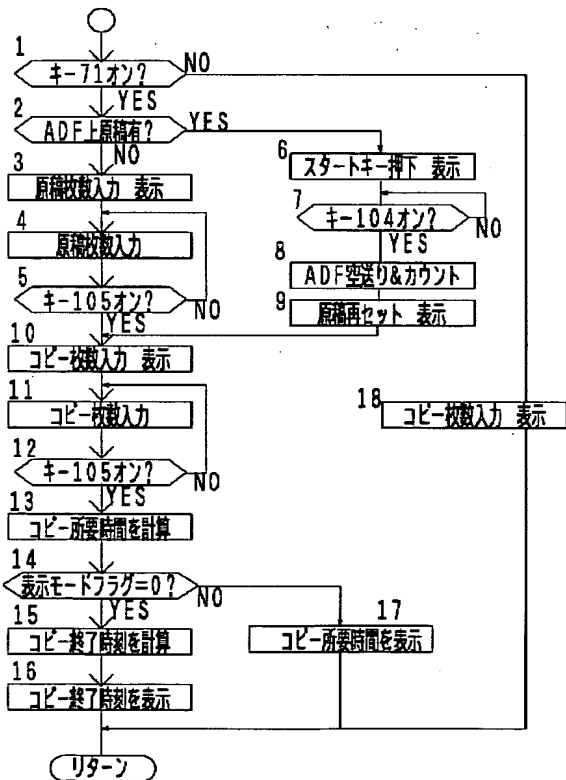 1
キー71オン？
NO
YES
2
ADF上原稿有？
YES
NO
3
原稿枚数入力 表示
6
スタートキー押下 表示
4
原稿枚数入力
7
キー104オン？
NO
YES
5
キー105オン？
NO
YES
8
ADF空送り&カウント
9
原稿再セット 表示
10
コピー枚数入力 表示
11
コピー枚数入力
18
コピー枚数入力 表示
12
キー105オン？
NO
YES
13
コピー所要時間を計算
14
表示モードフラグ=0？
NO
YES
15
コピー終了時刻を計算
17
コピー所要時間を表示
16
コピー終了時刻を表示
リターン